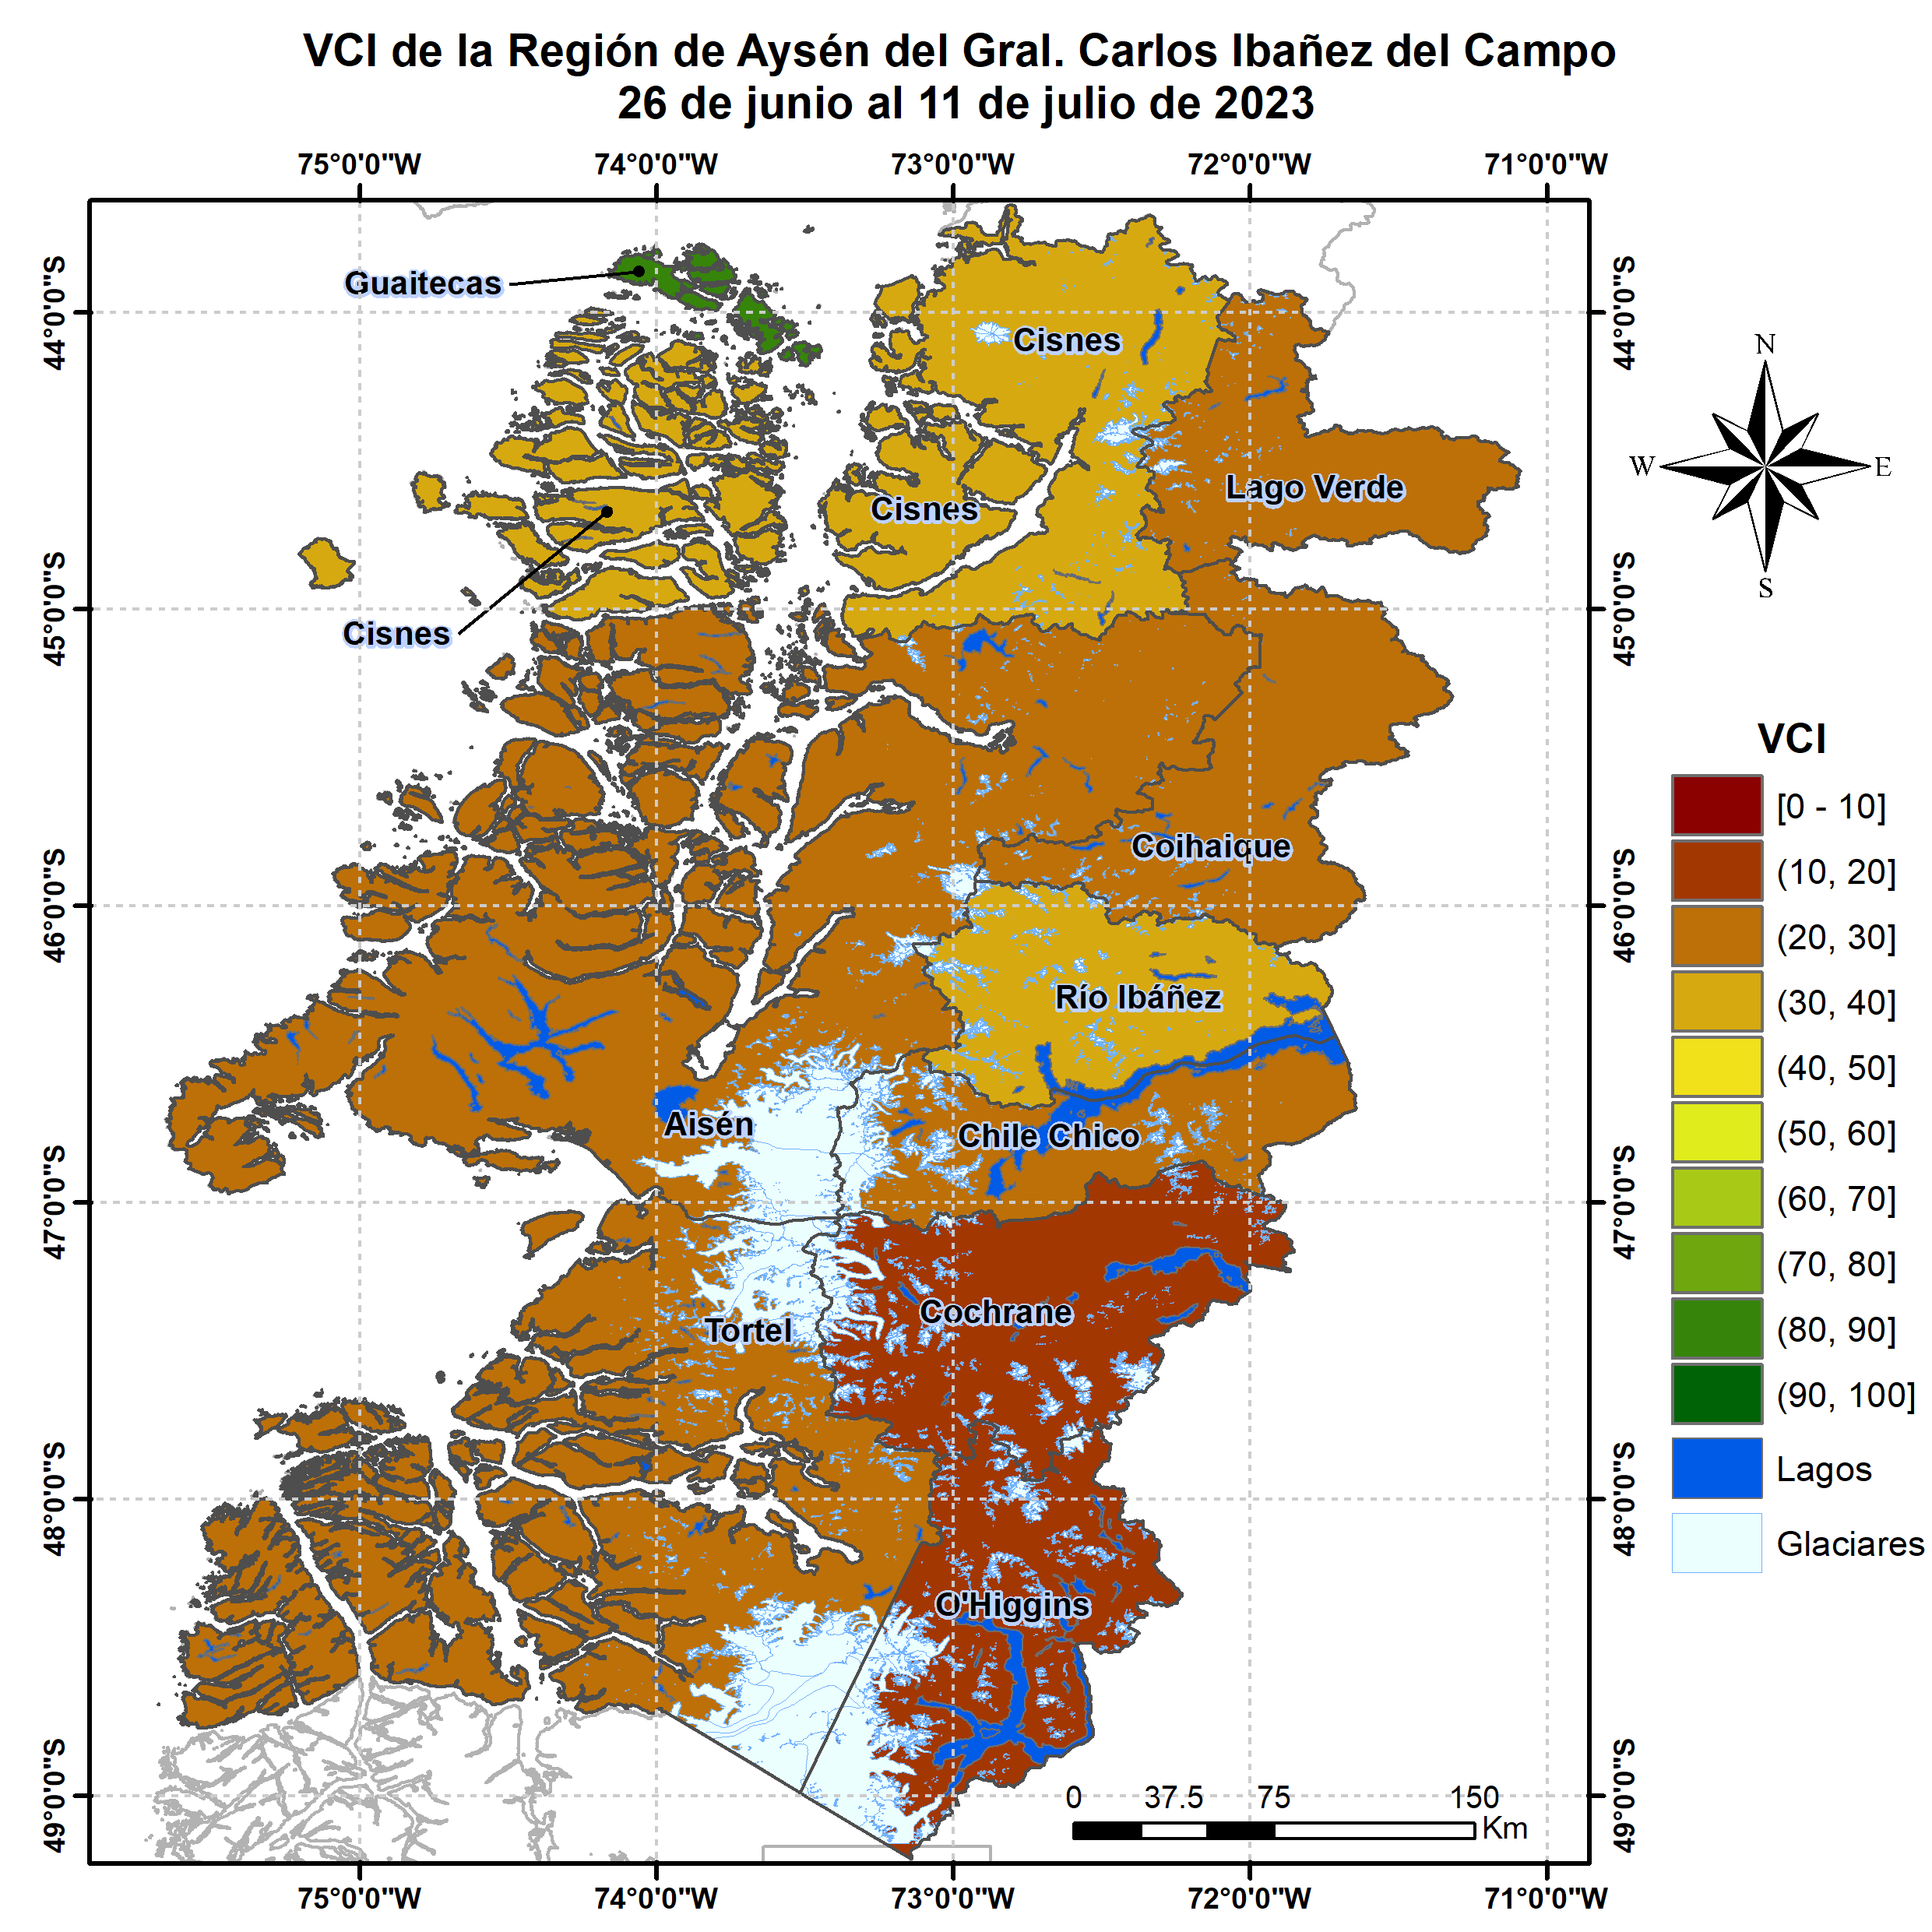 VCI de la Región de Aysén del Gral. Carlos Ibañez del Campo
26 de junio al 11 de julio de 2023
75°0'0"W 74°0'0"W 73°0'0"W 72°0'0"W 71°0'0"W
44°0'0"S
45°0'0"S
46°0'0"S
47°0'0"S
48°0'0"S
49°0'0"S
Guaitecas
Cisnes
Lago Verde
Cisnes
Cisnes
Coihaique
Río Ibáñez
Aisén
Chile Chico
Cochrane
Tortel
O'Higgins
0 37.5 75 150
Km
44°0'0"S
45°0'0"S
46°0'0"S
47°0'0"S
48°0'0"S
49°0'0"S
75°0'0"W 74°0'0"W 73°0'0"W 72°0'0"W 71°0'0"W
N
W E
S
VCI
[0 - 10]
(10, 20]
(20, 30]
(30, 40]
(40, 50]
(50, 60]
(60, 70]
(70, 80]
(80, 90]
(90, 100]
Lagos
Glaciares